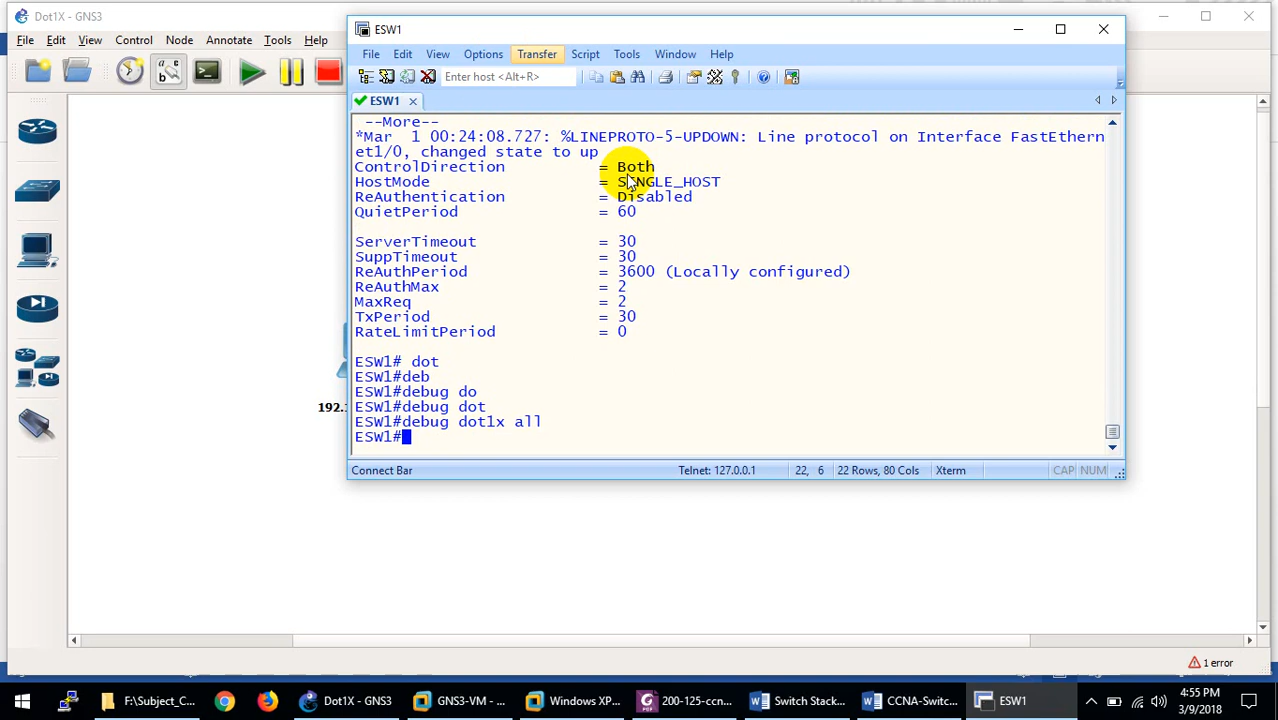 Dot1X - GNS3
File Edit View Control Node Annotate Tools Help
ESW1
File Edit View Options Transfer Script Tools Window Help
Enter host <Alt+R>
ESW1
--More--
*Mar  1 00:24:08.727: %LINEPROTO-5-UPDOWN: Line protocol on Interface FastEthern
et1/0, changed state to up
ControlDirection = Both
HostMode = SINGLE_HOST
ReAuthentication = Disabled
QuietPeriod = 60
ServerTimeout = 30
SuppTimeout = 30
ReAuthPeriod = 3600 (Locally configured)
ReAuthMax = 2
MaxReq = 2
TxPeriod = 30
RateLimitPeriod = 0
ESW1# dot
ESW1#deb
ESW1#debug do
ESW1#debug dot
ESW1#debug dot1x all
ESW1#
Connect Bar Telnet: 127.0.0.1 22, 6 22 Rows, 80 Cols Xterm CAP NUM
1 error
F:\Subject_C... Dot1X - GNS3 GNS3-VM - ... Windows XP... 200-125-ccn... Switch Stack... CCNA-Switc... ESW1 4:55 PM
3/9/2018